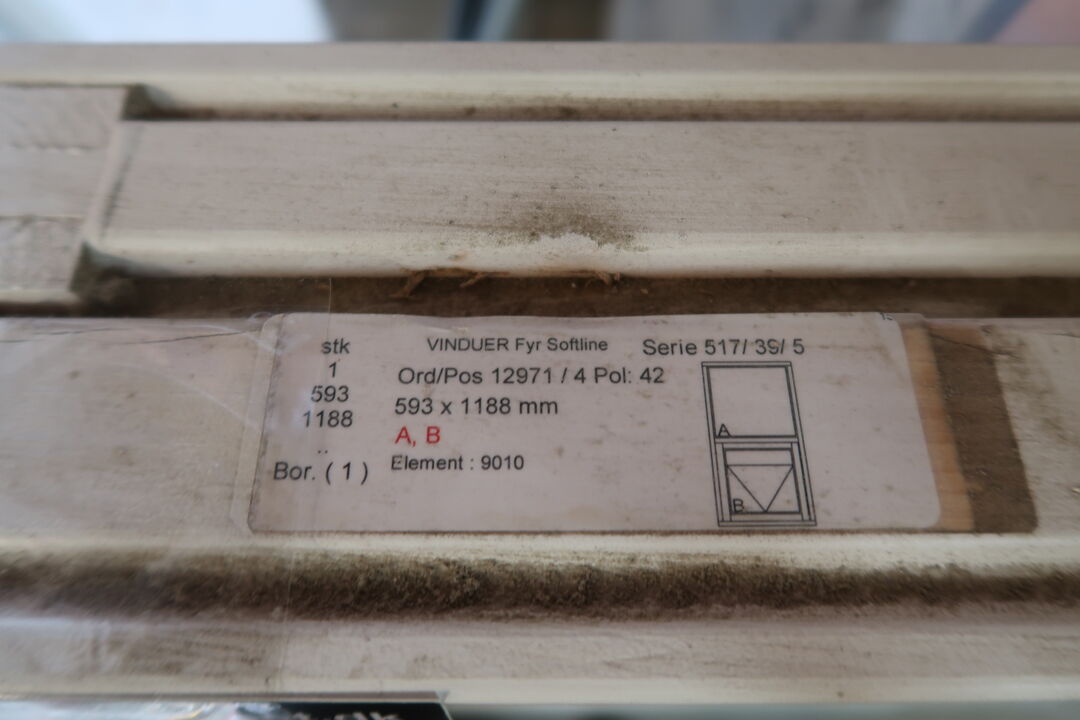 stk
1
593
1188
..
Bor. ( 1 )
VINDUER Fyr Softline
Serie 517/ 39/ 5
Ord/Pos 12971 / 4 Pol: 42
593 x 1188 mm
A, B
Element : 9010
A
B